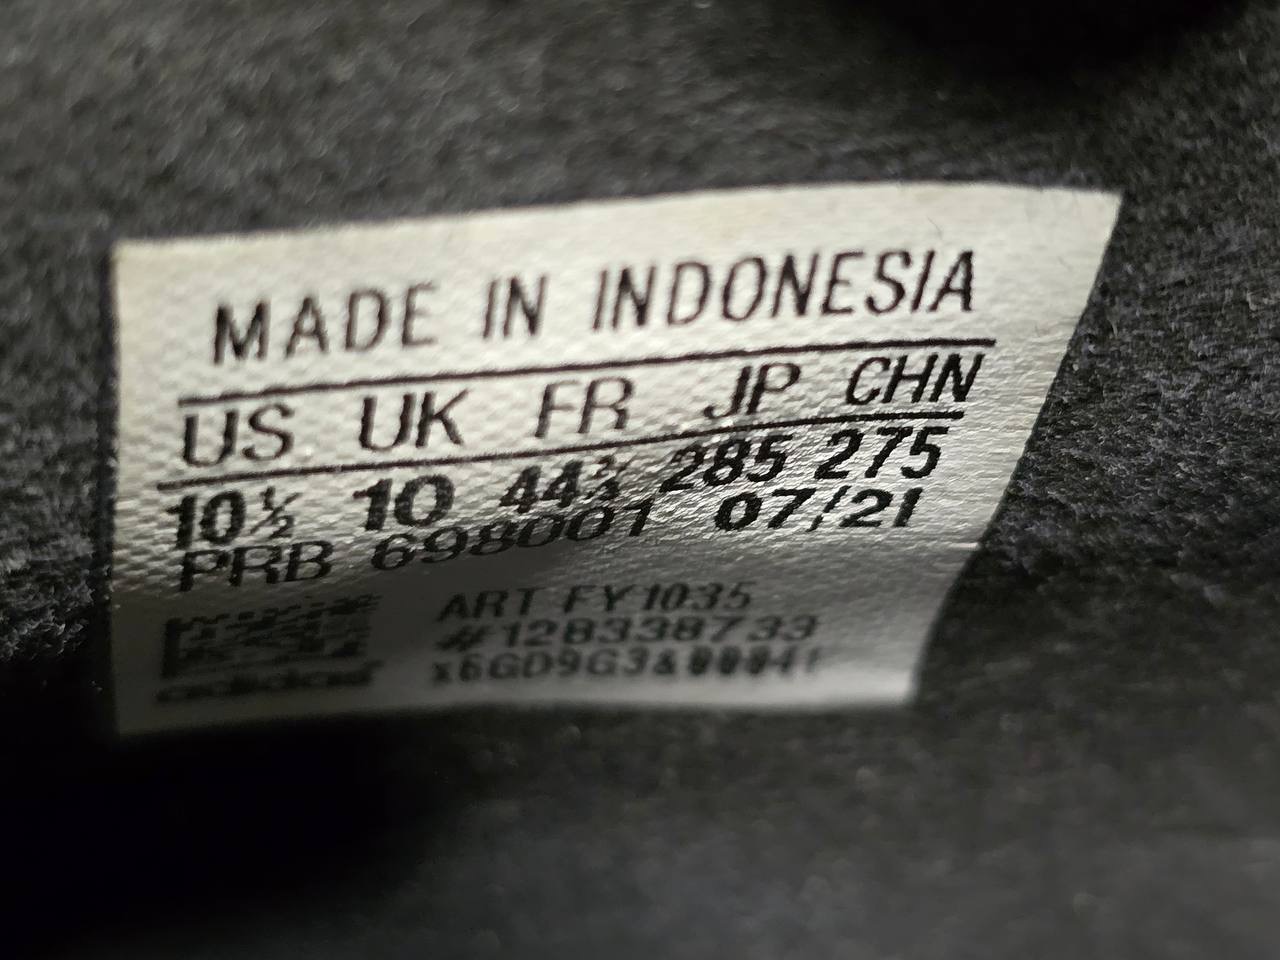 MADE IN INDONESIA
US UK FR JP CHN
10½ 10 44⅔ 285 275
PRB 698001 07/21
ART FY1035
#128338733
adidas